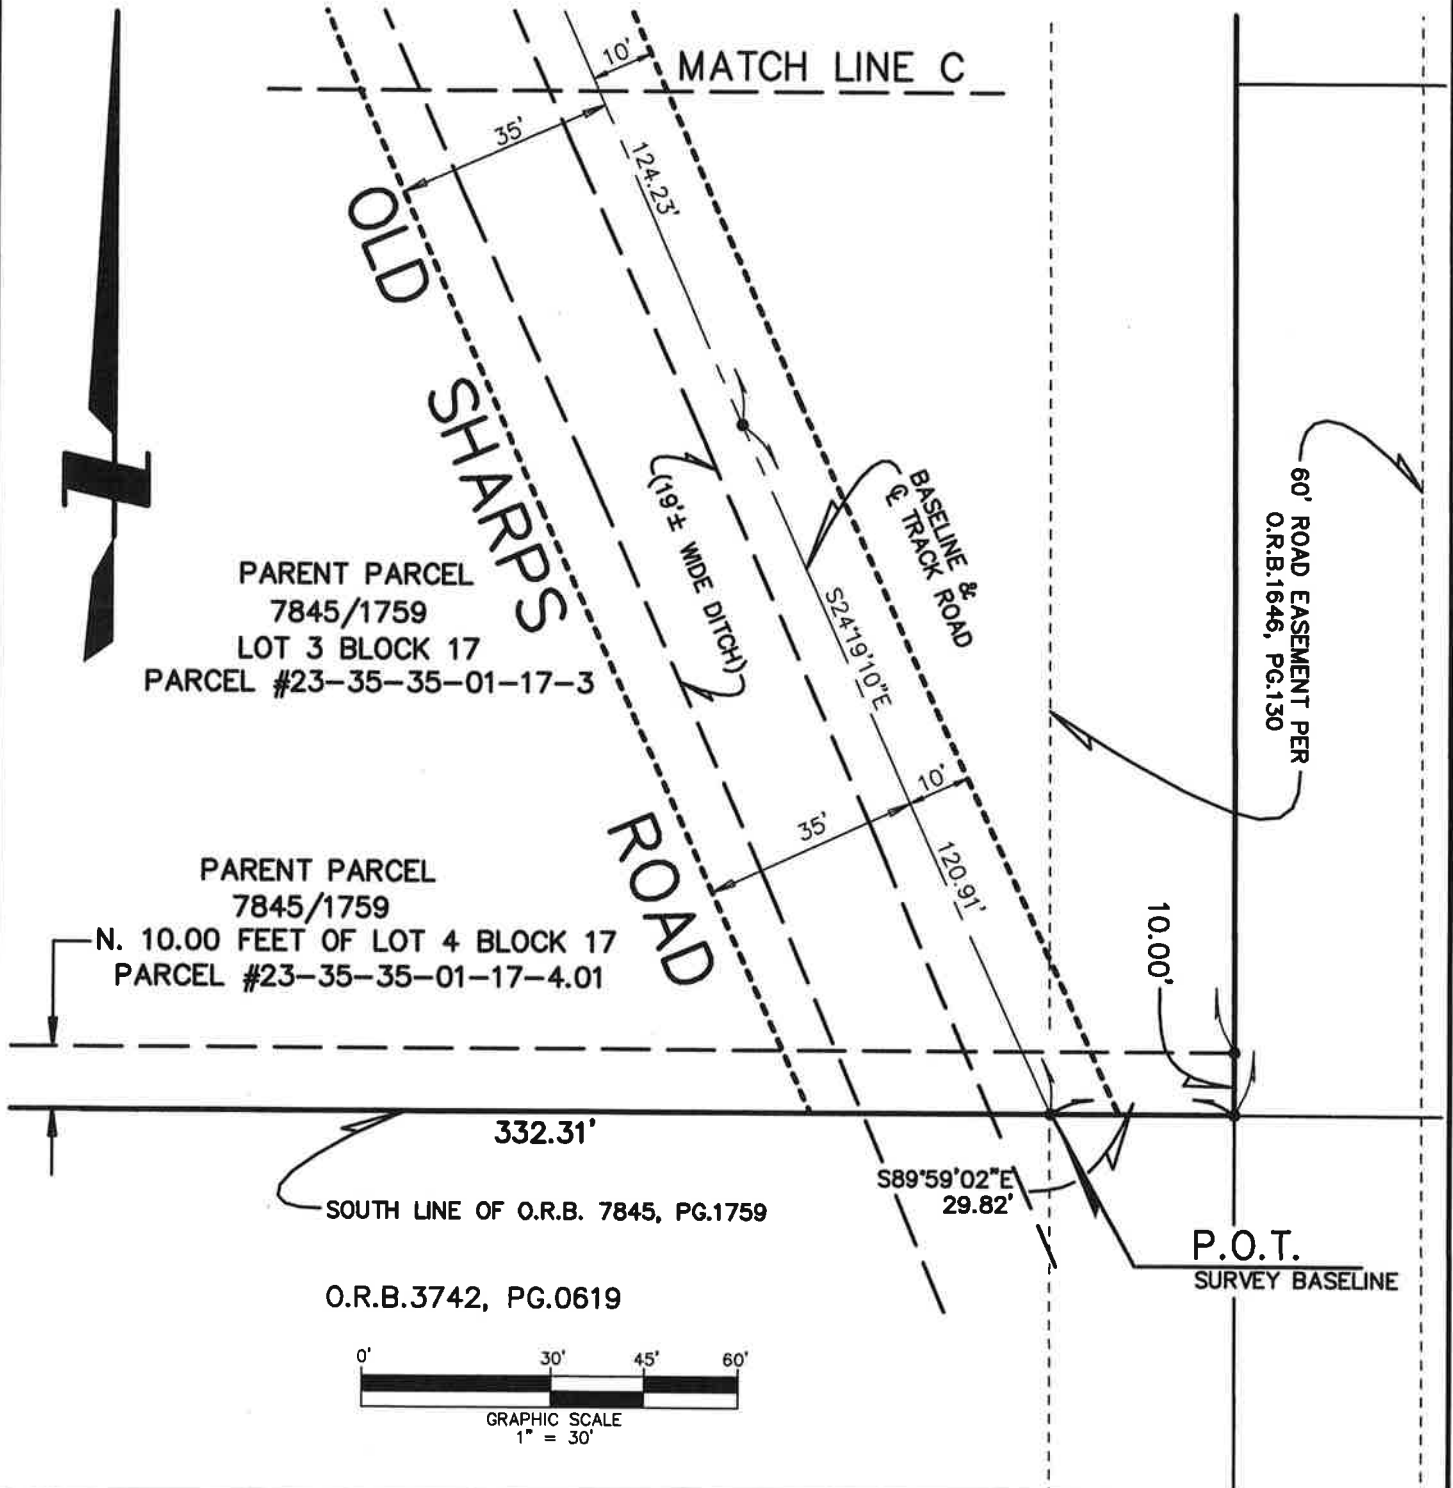 10'
MATCH LINE C
35'
124.23'
OLD
SHARPS
ROAD
(19'± WIDE DITCH)
BASELINE &
℄ TRACK ROAD
S24°19'10"E
60' ROAD EASEMENT PER
O.R.B.1646, PG.130
PARENT PARCEL
7845/1759
LOT 3 BLOCK 17
PARCEL #23-35-35-01-17-3
10'
35'
120.91'
PARENT PARCEL
7845/1759
N. 10.00 FEET OF LOT 4 BLOCK 17
PARCEL #23-35-35-01-17-4.01
10.00'
332.31'
S89°59'02"E
29.82'
SOUTH LINE OF O.R.B. 7845, PG.1759
P.O.T.
SURVEY BASELINE
O.R.B.3742, PG.0619
0' 30' 45' 60'
GRAPHIC SCALE
1" = 30'